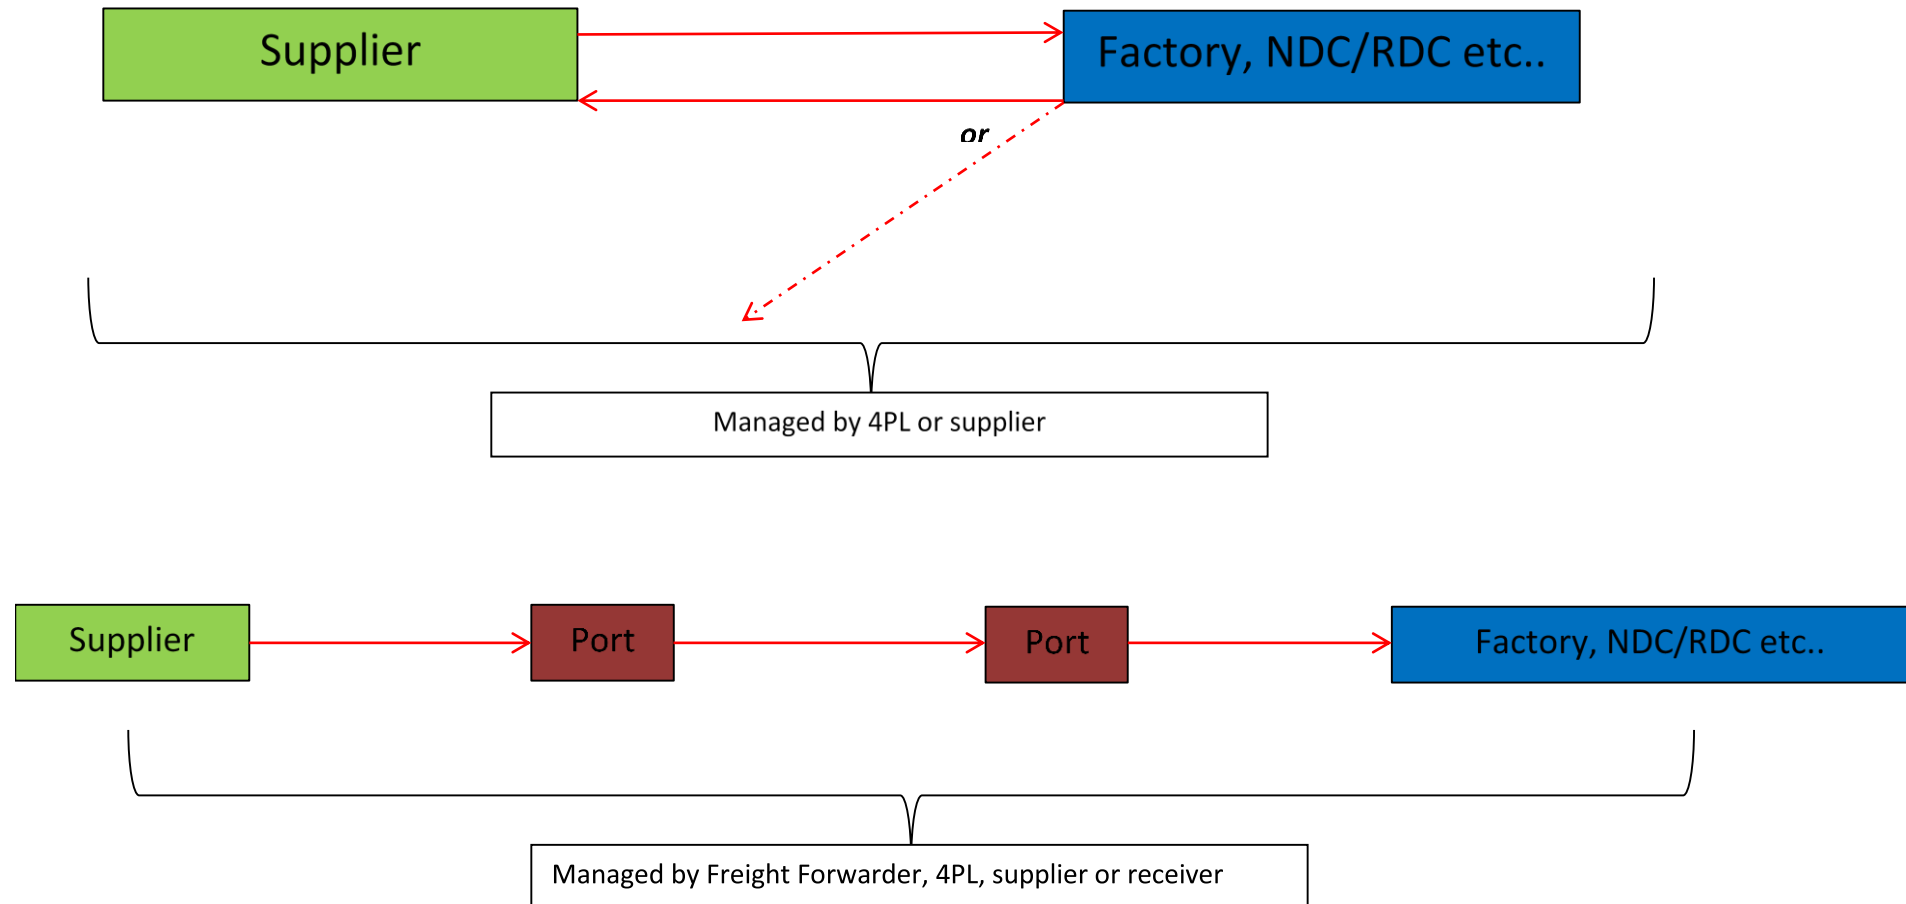 Supplier
Factory, NDC/RDC etc..
or
Managed by 4PL or supplier
Supplier
Port
Port
Factory, NDC/RDC etc..
Managed by Freight Forwarder, 4PL, supplier or receiver